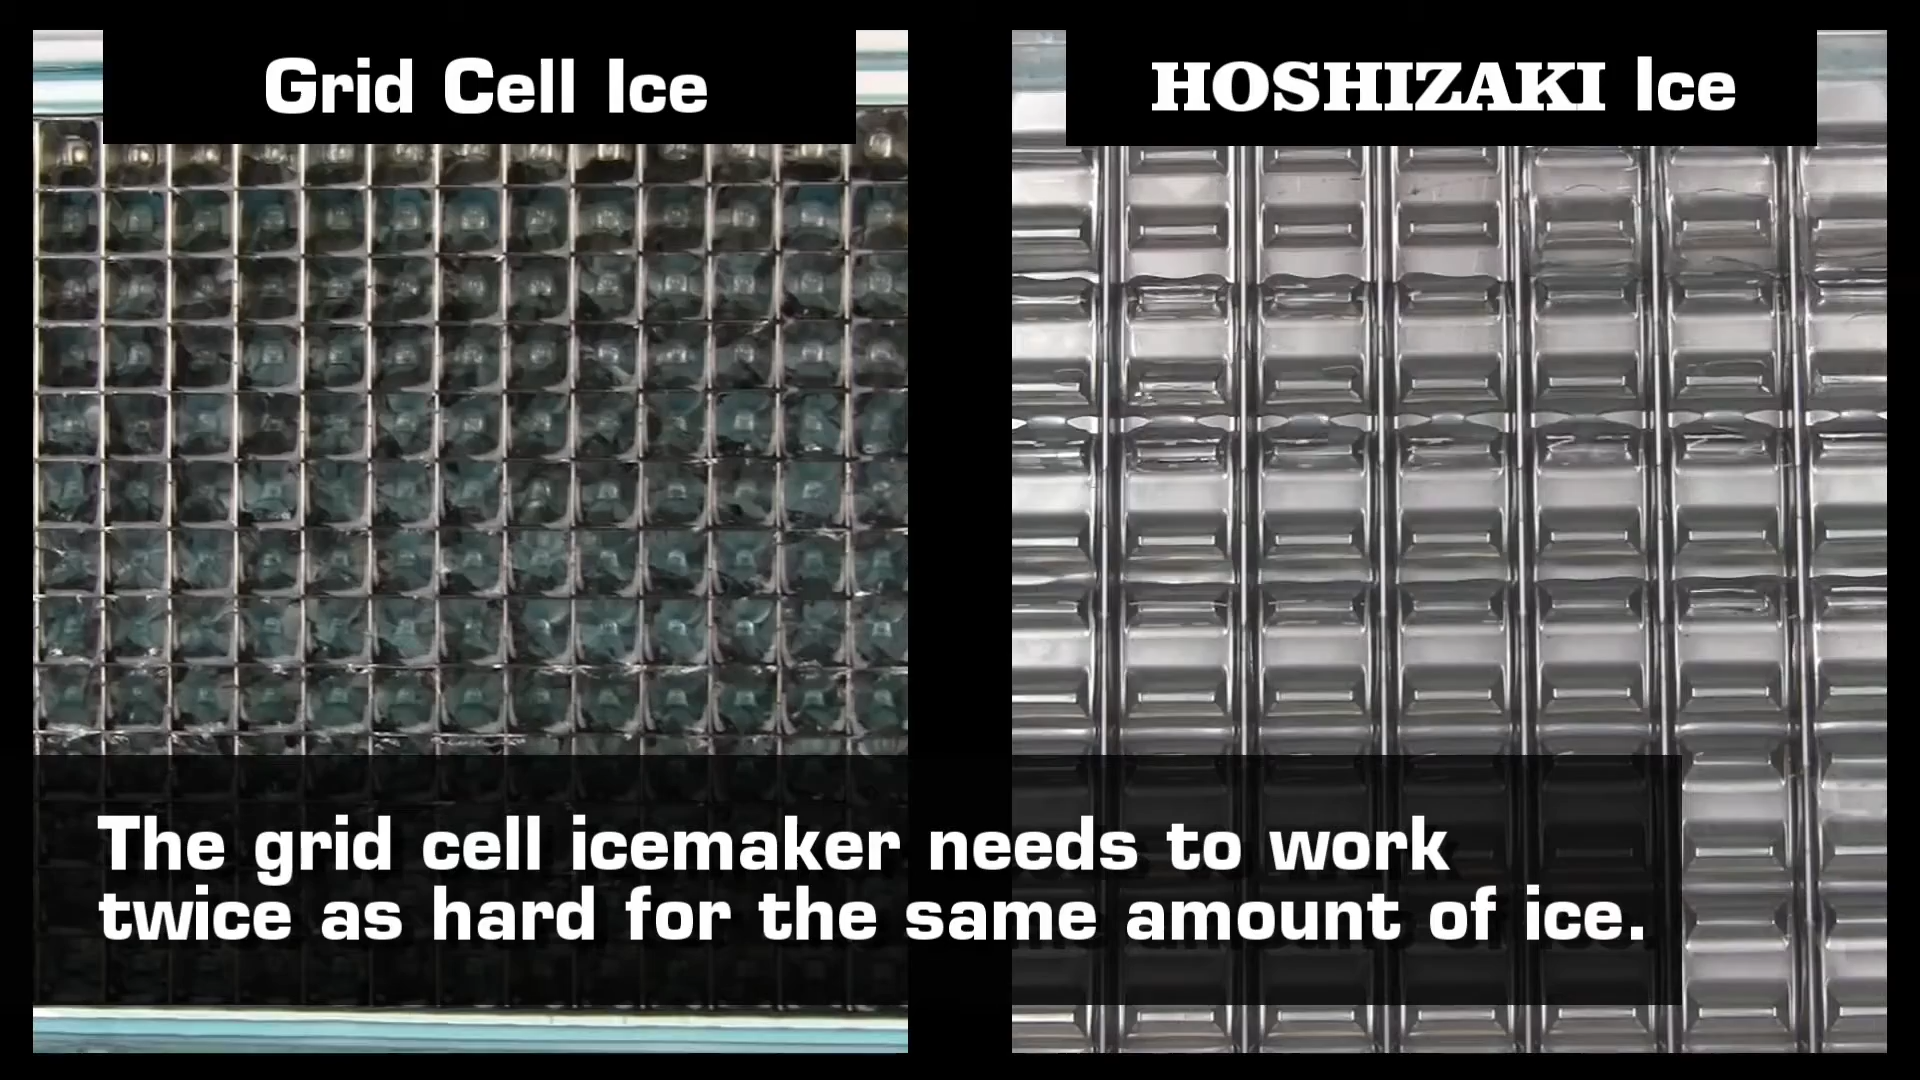 Grid Cell Ice
HOSHIZAKI Ice
The grid cell icemaker needs to work
twice as hard for the same amount of ice.